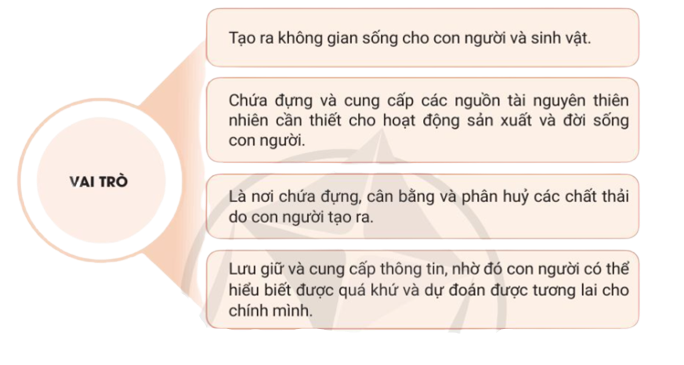 Tạo ra không gian sống cho con người và sinh vật.
Chứa đựng và cung cấp các nguồn tài nguyên thiên
nhiên cần thiết cho hoạt động sản xuất và đời sống
con người.
VAI TRÒ
Là nơi chứa đựng, cân bằng và phân huỷ các chất thải
do con người tạo ra.
Lưu giữ và cung cấp thông tin, nhờ đó con người có thể
hiểu biết được quá khứ và dự đoán được tương lai cho
chính mình.